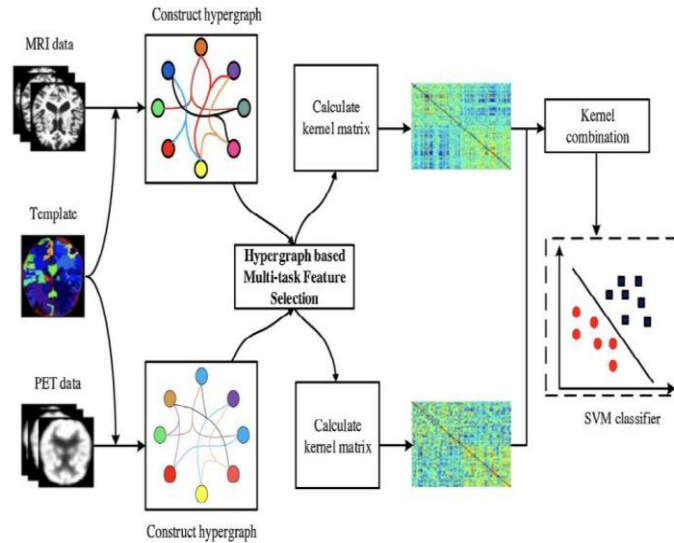 Construct hypergraph
MRI data
Calculate
kernel matrix
Kernel
combination
Template
Hypergraph based
Multi-task Feature
Selection
PET data
Calculate
kernel matrix
SVM classifier
Construct hypergraph